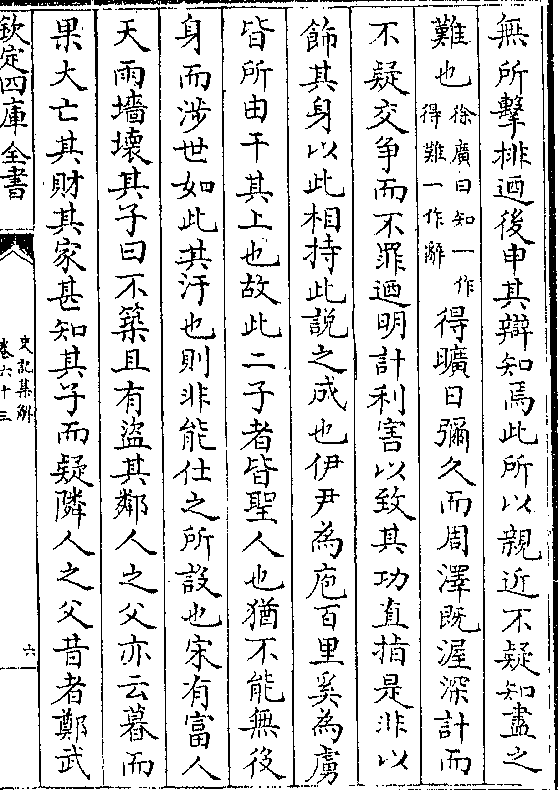 無所擊排迺後申其辯知焉此所以親近不疑知盡之
難也徐廣曰知一作得難一作辭得曠日彌久而周澤既渥深計而
不疑交爭而不罪迺明計利害以致其功直指是非以
飾其身以此相持此說之成也伊尹為庖百里奚為虜
皆所由干其上也故此二子者皆聖人也猶不能無役
身而涉世如此其汙也則非能仕之所設也宋有富人
天雨墻壞其子曰不築且有盜其鄰人之父亦云暮而
果大亡其財其家甚知其子而疑隣人之父昔者鄭武
欽定四庫全書
史記集解
卷六十三
六